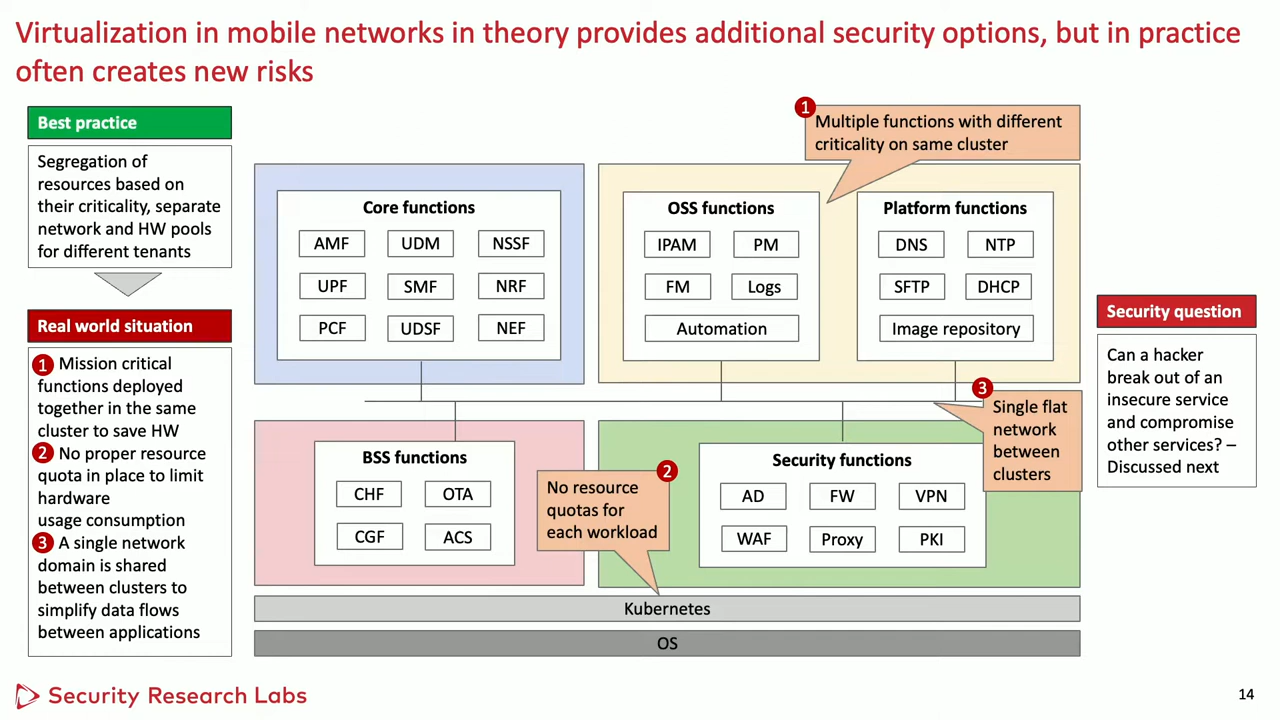 Virtualization in mobile networks in theory provides additional security options, but in practice
often creates new risks
Best practice
Segregation of
resources based on
their criticality, separate
network and HW pools
for different tenants
Real world situation
1 Mission critical
functions deployed
together in the same
cluster to save HW
2 No proper resource
quota in place to limit
hardware
usage consumption
3 A single network
domain is shared
between clusters to
simplify data flows
between applications
Core functions
AMF UDM NSSF
UPF SMF NRF
PCF UDSF NEF
1
Multiple functions with different
criticality on same cluster
OSS functions
IPAM PM
FM Logs
Automation
Platform functions
DNS NTP
SFTP DHCP
Image repository
3
Single flat
network
between
clusters
BSS functions
CHF OTA
CGF ACS
2
No resource
quotas for
each workload
Security functions
AD FW VPN
WAF Proxy PKI
Kubernetes
OS
Security question
Can a hacker
break out of an
insecure service
and compromise
other services? –
Discussed next
Security Research Labs
14